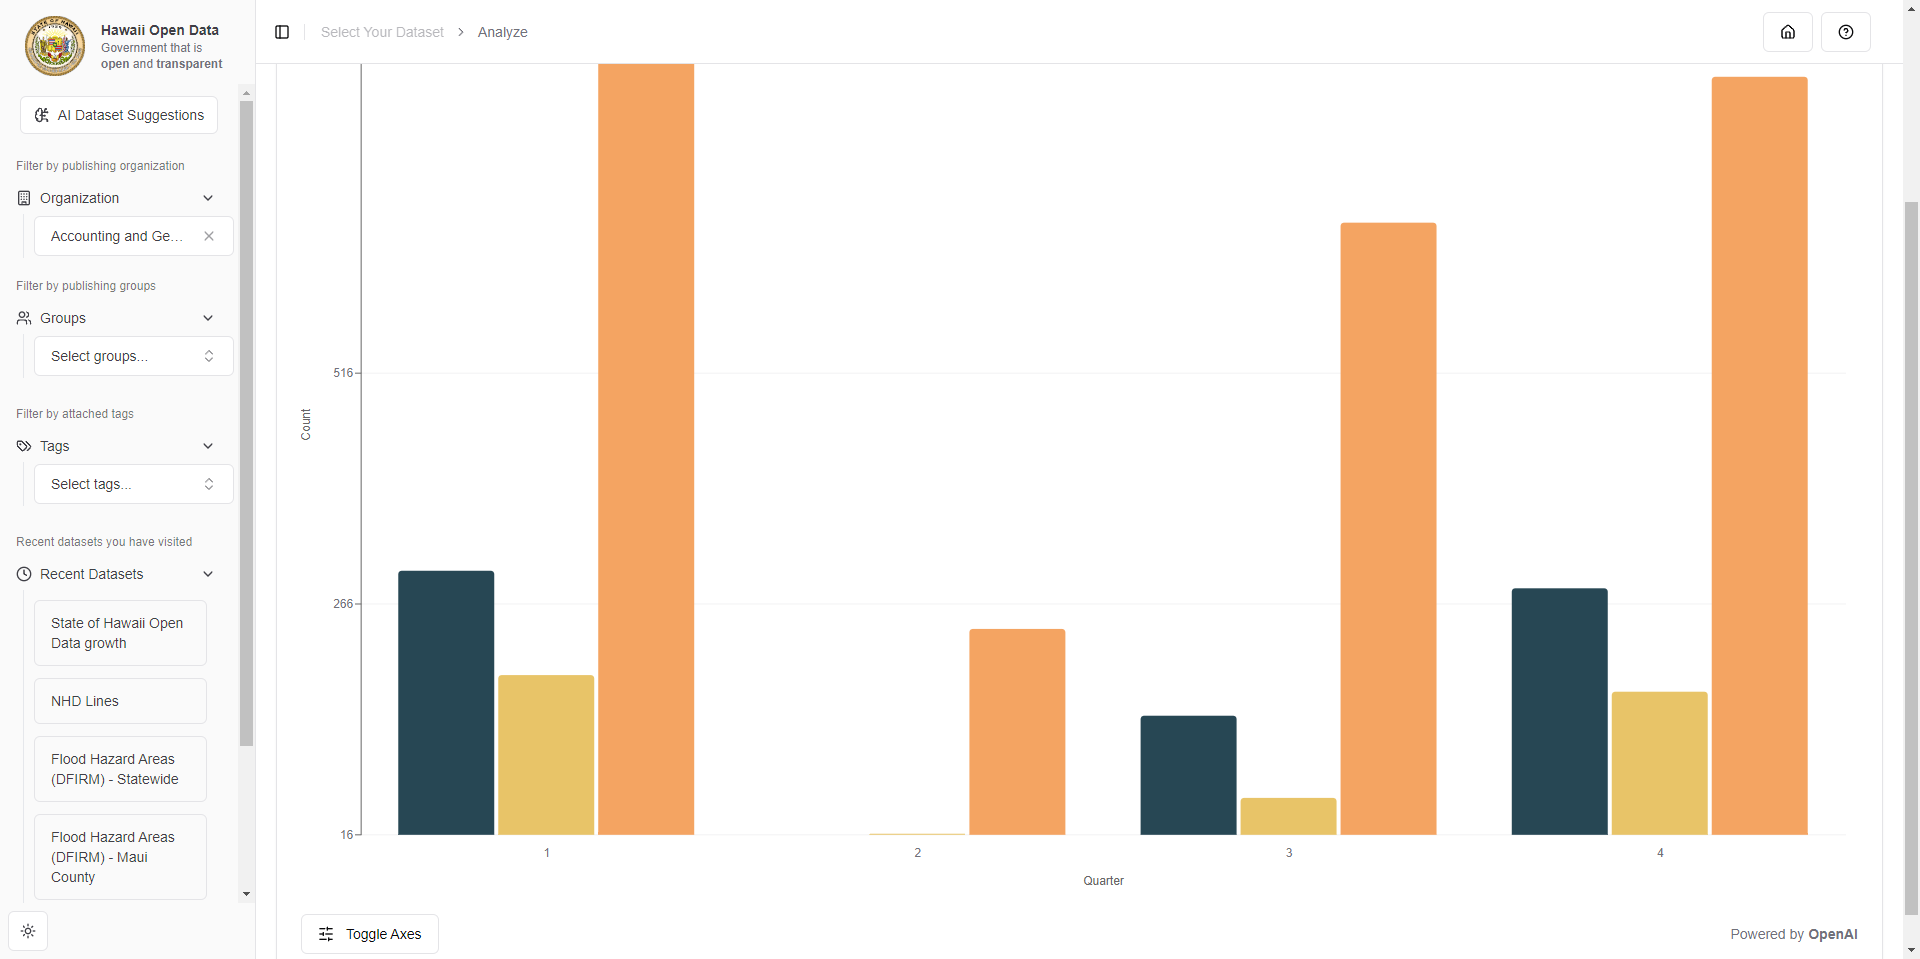 Hawaii Open Data
Government that is
open and transparent
AI Dataset Suggestions
Filter by publishing organization
Organization
Accounting and Ge...
Filter by publishing groups
Groups
Select groups...
Filter by attached tags
Tags
Select tags...
Recent datasets you have visited
Recent Datasets
State of Hawaii Open
Data growth
NHD Lines
Flood Hazard Areas
(DFIRM) - Statewide
Flood Hazard Areas
(DFIRM) - Maui
County
Select Your Dataset > Analyze
516
Count
266
16
1 2 3 4
Quarter
Toggle Axes
Powered by OpenAI